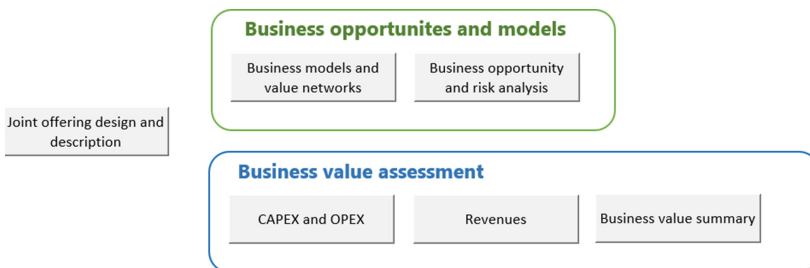 Business opportunites and models
Business models and
value networks
Business opportunity
and risk analysis
Joint offering design and
description
Business value assessment
CAPEX and OPEX
Revenues
Business value summary